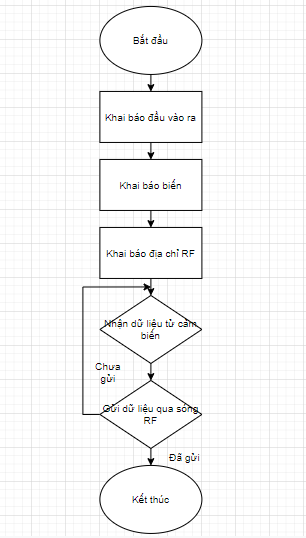 Bắt đầu
Khai báo đầu vào ra
Khai báo biến
Khai báo địa chỉ RF
Nhận dữ liệu từ cảm
biến
Chưa
gửi
Gửi dữ liệu qua sóng
RF
Đã gửi
Kết thúc